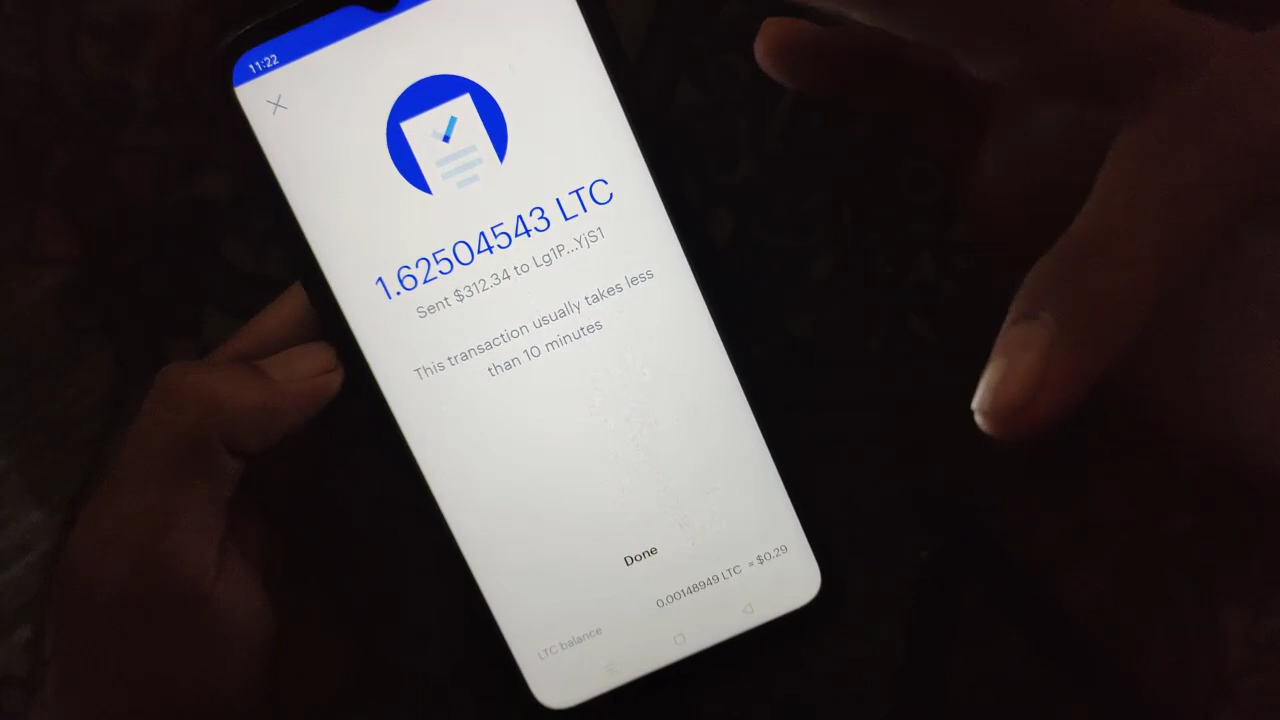 11:22
1.62504543 LTC
Sent $312.34 to Lg1P...YjS1
This transaction usually takes less
than 10 minutes
Done
LTC balance 0.00148949 LTC ≈ $0.29